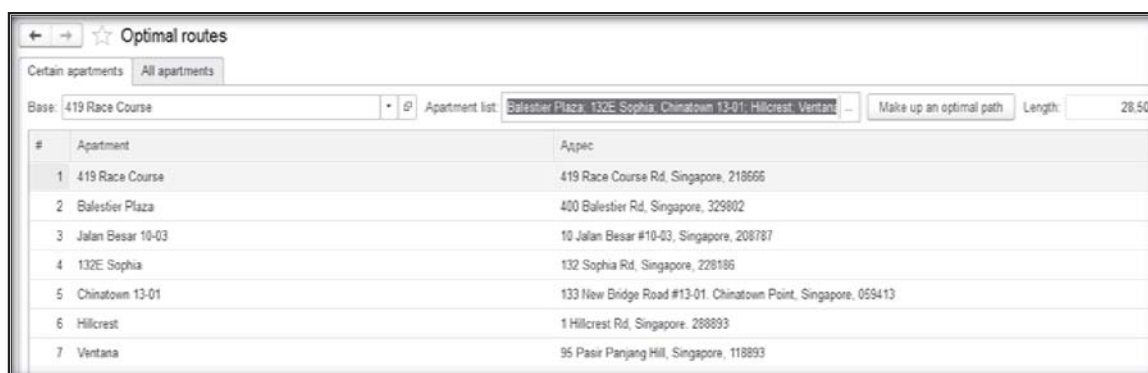 Optimal routes
Certain apartments All apartments
Base: 419 Race Course Apartment list: Balestier Plaza; 132E Sophia; Chinatown 13-01; Hillcrest; Ventana ... Make up an optimal path Length: 28,50
# Apartment Адрес
1 419 Race Course 419 Race Course Rd, Singapore, 218666
2 Balestier Plaza 400 Balestier Rd, Singapore, 329802
3 Jalan Besar 10-03 10 Jalan Besar #10-03, Singapore, 208787
4 132E Sophia 132 Sophia Rd, Singapore, 228186
5 Chinatown 13-01 133 New Bridge Road #13-01. Chinatown Point, Singapore, 059413
6 Hillcrest 1 Hillcrest Rd, Singapore. 288893
7 Ventana 95 Pasir Panjang Hill, Singapore, 118893